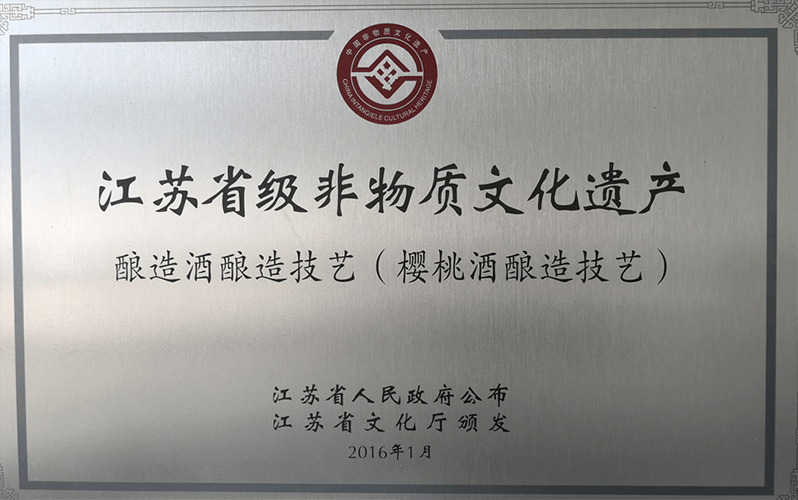 中国非物质文化遗产
CHINA INTANGIELE CULTURAL HERITAGE
江苏省级非物质文化遗产
酿造酒酿造技艺（樱桃酒酿造技艺）
江苏省人民政府公布
江苏省文化厅颁发
2016年1月